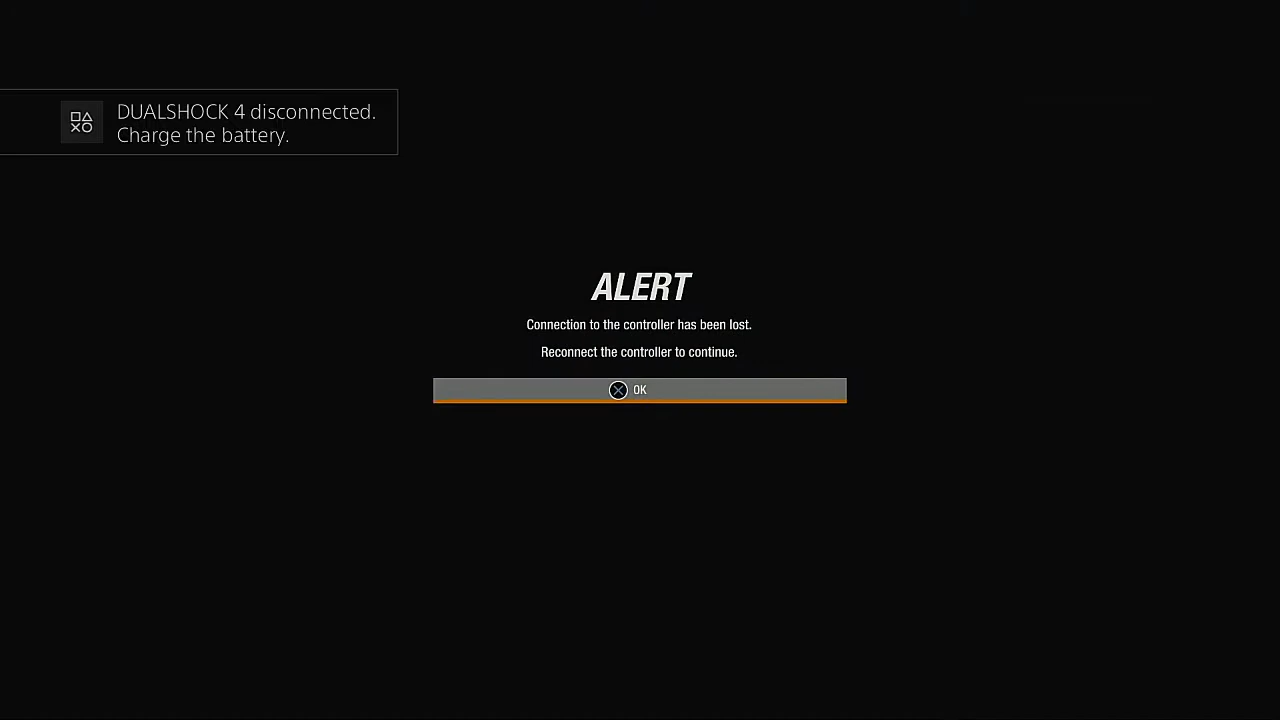 DUALSHOCK 4 disconnected.
Charge the battery.
ALERT
Connection to the controller has been lost.
Reconnect the controller to continue.
OK